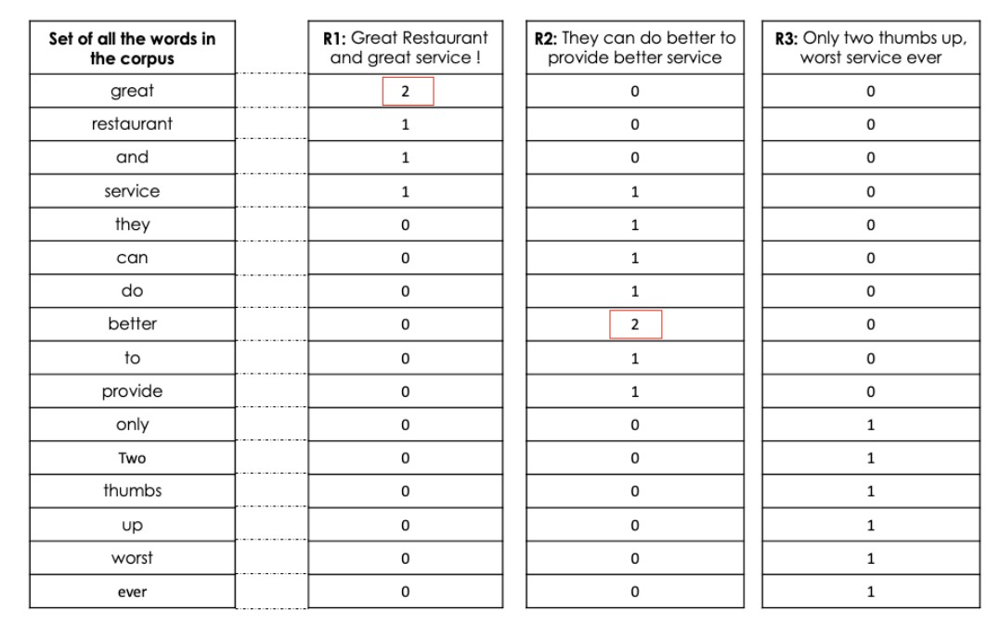 Set of all the words in
the corpus
R1: Great Restaurant
and great service !
R2: They can do better to
provide better service
R3: Only two thumbs up,
worst service ever
great 2 0 0
restaurant 1 0 0
and 1 0 0
service 1 1 0
they 0 1 0
can 0 1 0
do 0 1 0
better 0 2 0
to 0 1 0
provide 0 1 0
only 0 0 1
Two 0 0 1
thumbs 0 0 1
up 0 0 1
worst 0 0 1
ever 0 0 1